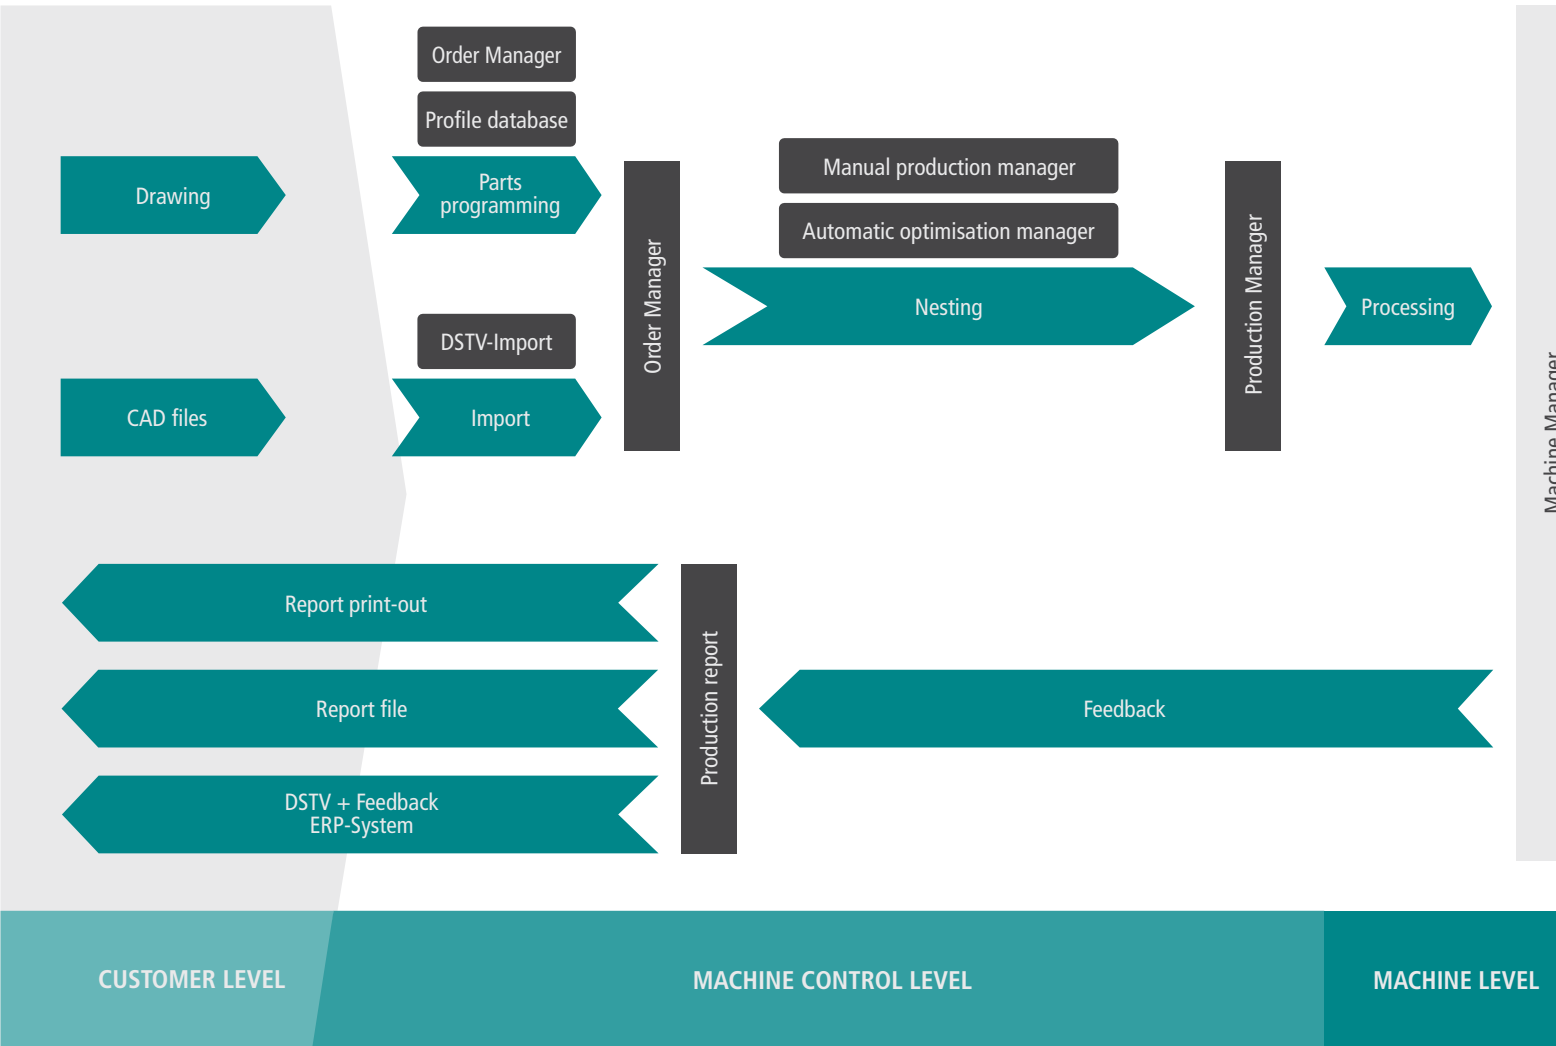 Order Manager
Profile database
Drawing
Parts
programming
DSTV-Import
CAD files
Import
Order Manager
Manual production manager
Automatic optimisation manager
Nesting
Production Manager
Processing
Machine Manager
Report print-out
Report file
DSTV + Feedback
ERP-System
Production report
Feedback
CUSTOMER LEVEL
MACHINE CONTROL LEVEL
MACHINE LEVEL